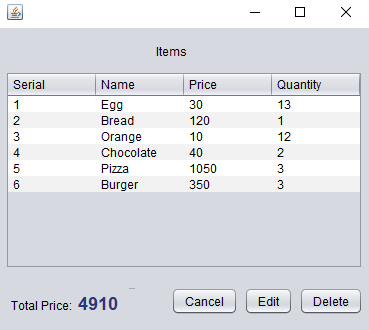 Items
Serial Name Price Quantity
1 Egg 30 13
2 Bread 120 1
3 Orange 10 12
4 Chocolate 40 2
5 Pizza 1050 3
6 Burger 350 3
Total Price: 4910 Cancel Edit Delete